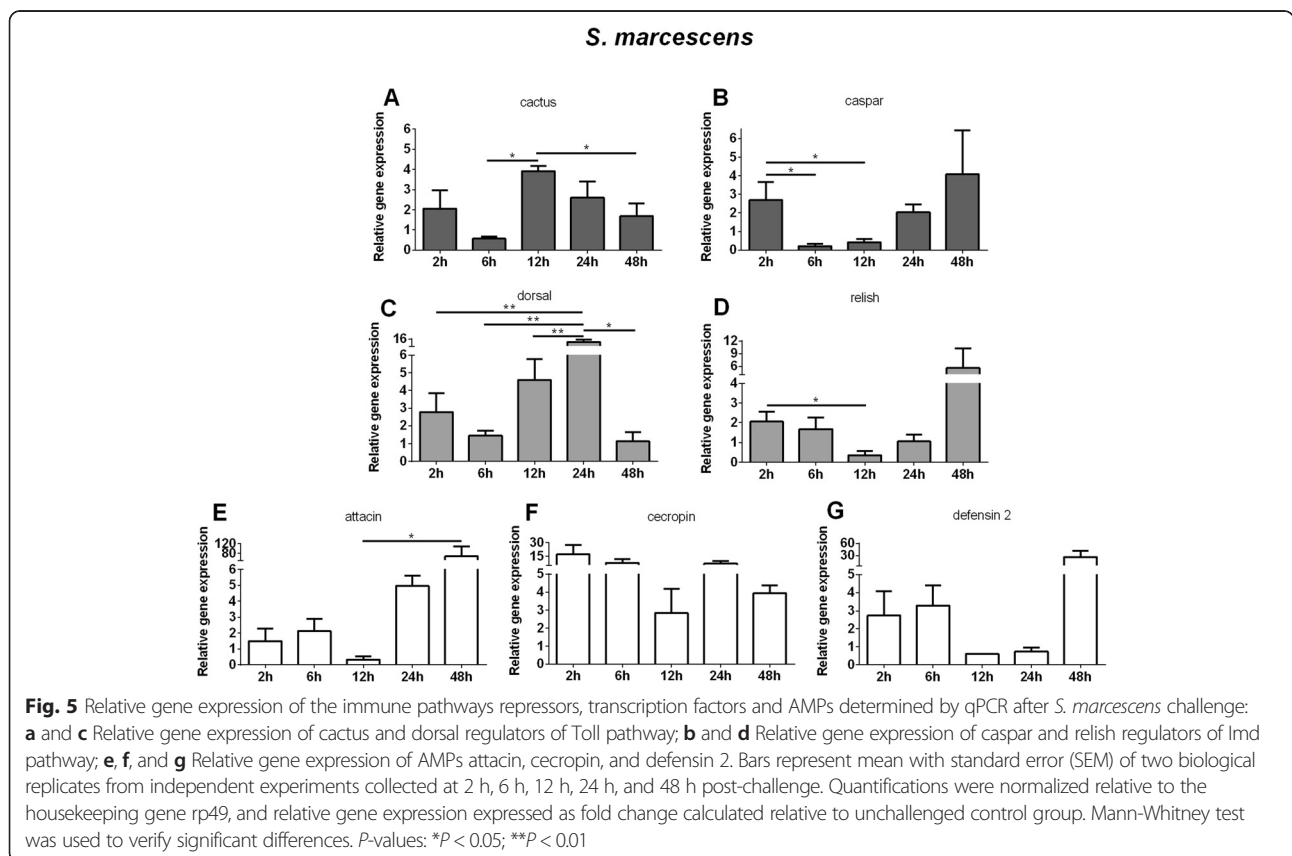 S. marcescens
A
cactus
Relative gene expression
6
5
4
3
2
1
0
*
*
2h 6h 12h 24h 48h
B
caspar
Relative gene expression
6
5
4
3
2
1
0
*
*
2h 6h 12h 24h 48h
C
dorsal
Relative gene expression
16
6
5
4
3
2
1
0
**
**
**
*
2h 6h 12h 24h 48h
D
relish
Relative gene expression
12
9
6
4
3
2
1
0
*
2h 6h 12h 24h 48h
E
attacin
Relative gene expression
120
80
6
5
4
3
2
1
0
*
2h 6h 12h 24h 48h
F
cecropin
Relative gene expression
30
15
5
4
3
2
1
0
2h 6h 12h 24h 48h
G
defensin 2
Relative gene expression
60
30
5
4
3
2
1
0
2h 6h 12h 24h 48h
Fig. 5 Relative gene expression of the immune pathways repressors, transcription factors and AMPs determined by qPCR after S. marcescens challenge:
a and c Relative gene expression of cactus and dorsal regulators of Toll pathway; b and d Relative gene expression of caspar and relish regulators of Imd
pathway; e, f, and g Relative gene expression of AMPs attacin, cecropin, and defensin 2. Bars represent mean with standard error (SEM) of two biological
replicates from independent experiments collected at 2 h, 6 h, 12 h, 24 h, and 48 h post-challenge. Quantifications were normalized relative to the
housekeeping gene rp49, and relative gene expression expressed as fold change calculated relative to unchallenged control group. Mann-Whitney test
was used to verify significant differences. P-values: *P < 0.05; **P < 0.01